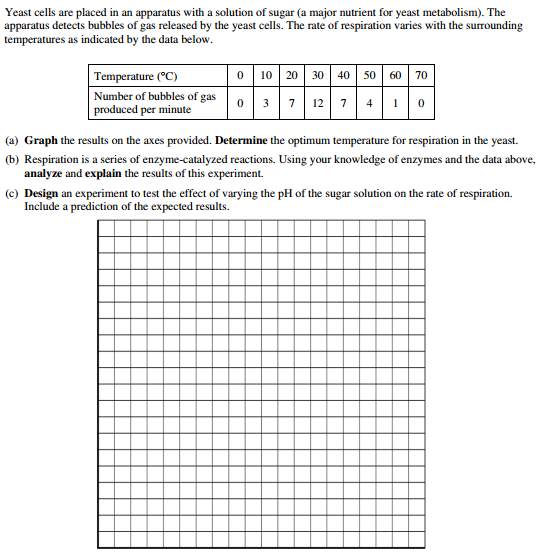 Yeast cells are placed in an apparatus with a solution of sugar (a major nutrient for yeast metabolism). The
apparatus detects bubbles of gas released by the yeast cells. The rate of respiration varies with the surrounding
temperatures as indicated by the data below.
Temperature (°C) 0 10 20 30 40 50 60 70
Number of bubbles of gas
produced per minute 0 3 7 12 7 4 1 0
(a) Graph the results on the axes provided. Determine the optimum temperature for respiration in the yeast.
(b) Respiration is a series of enzyme-catalyzed reactions. Using your knowledge of enzymes and the data above,
analyze and explain the results of this experiment.
(c) Design an experiment to test the effect of varying the pH of the sugar solution on the rate of respiration.
Include a prediction of the expected results.